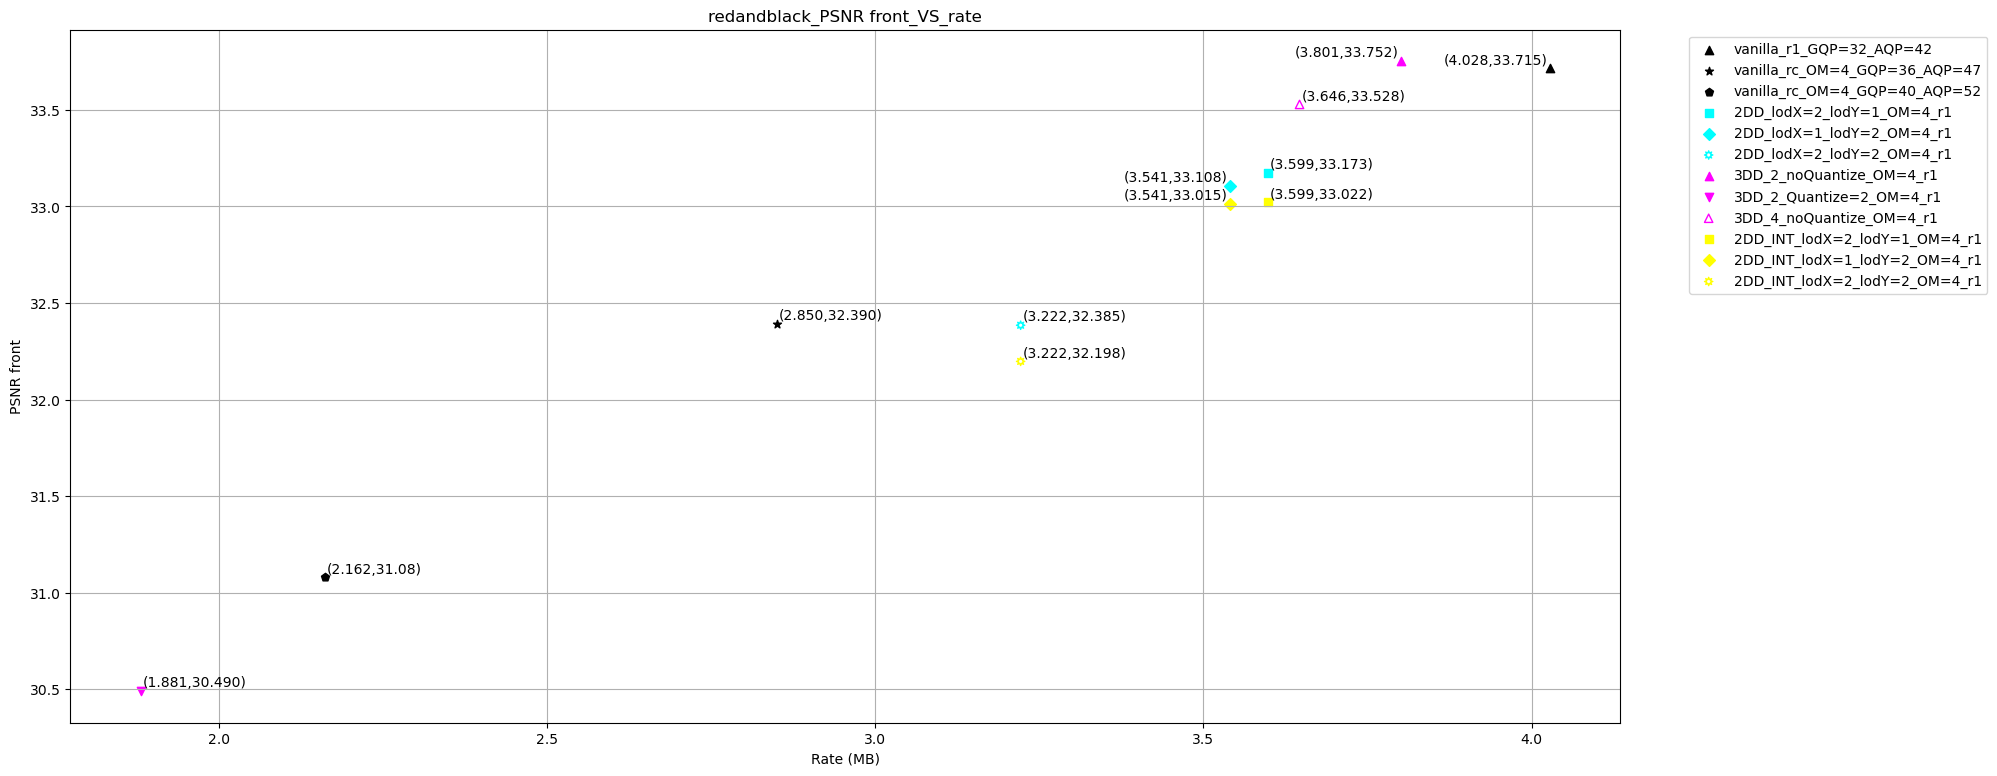 redandblack_PSNR front_VS_rate
(3.801,33.752)
(4.028,33.715)
(3.646,33.528)
(3.599,33.173)
(3.541,33.108)
(3.541,33.015)
(3.599,33.022)
(2.850,32.390)
(3.222,32.385)
(3.222,32.198)
(2.162,31.08)
(1.881,30.490)
33.5
33.0
32.5
32.0
31.5
31.0
30.5
PSNR front
2.0
2.5
3.0
3.5
4.0
Rate (MB)
vanilla_r1_GQP=32_AQP=42
vanilla_rc_OM=4_GQP=36_AQP=47
vanilla_rc_OM=4_GQP=40_AQP=52
2DD_lodX=2_lodY=1_OM=4_r1
2DD_lodX=1_lodY=2_OM=4_r1
2DD_lodX=2_lodY=2_OM=4_r1
3DD_2_noQuantize_OM=4_r1
3DD_2_Quantize=2_OM=4_r1
3DD_4_noQuantize_OM=4_r1
2DD_INT_lodX=2_lodY=1_OM=4_r1
2DD_INT_lodX=1_lodY=2_OM=4_r1
2DD_INT_lodX=2_lodY=2_OM=4_r1